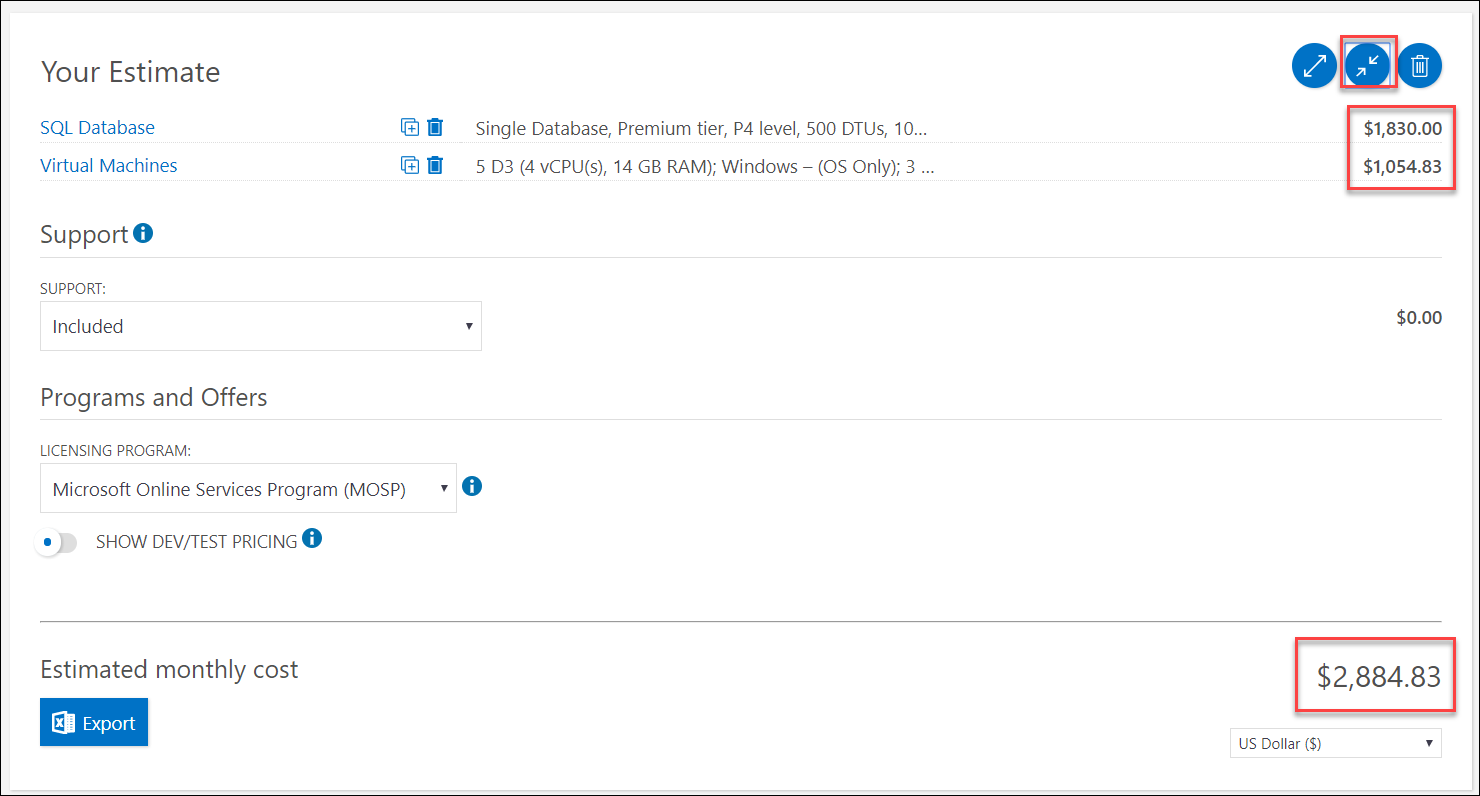 Your Estimate
SQL Database Single Database, Premium tier, P4 level, 500 DTUs, 10... $1,830.00
Virtual Machines 5 D3 (4 vCPU(s), 14 GB RAM); Windows – (OS Only); 3 ... $1,054.83
Support
SUPPORT:
Included $0.00
Programs and Offers
LICENSING PROGRAM:
Microsoft Online Services Program (MOSP)
SHOW DEV/TEST PRICING
Estimated monthly cost $2,884.83
Export
US Dollar ($)